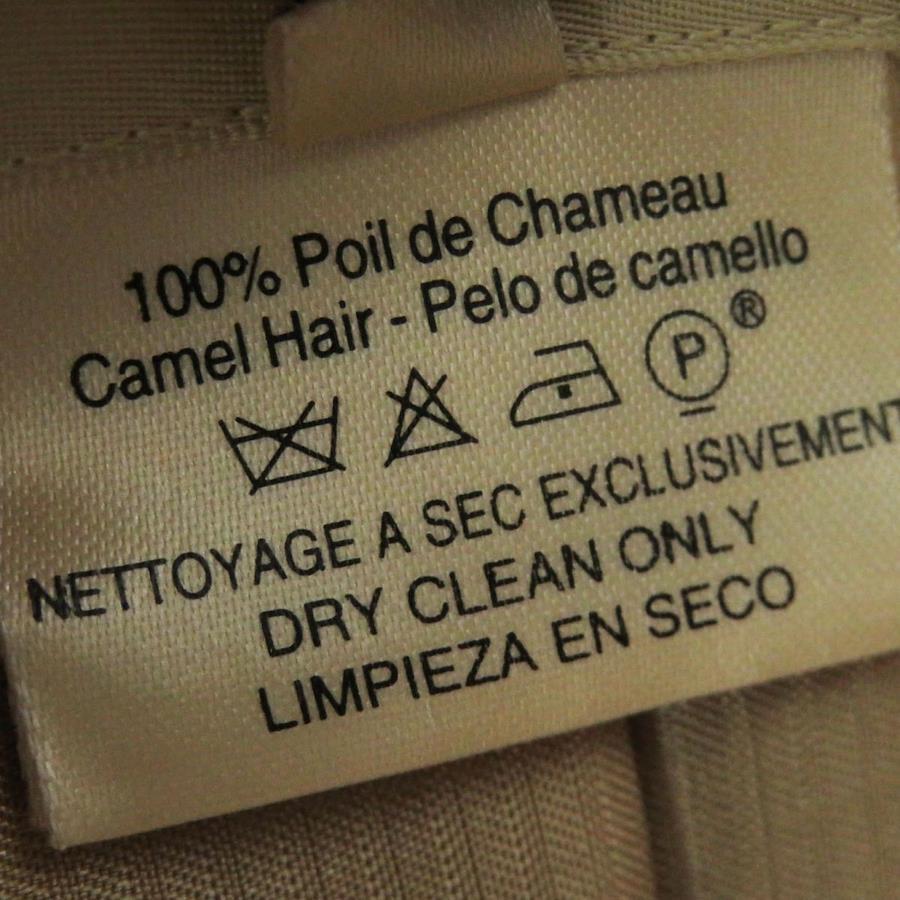 100% Poil de Chameau
Camel Hair - Pelo de camello
P ®
NETTOYAGE A SEC EXCLUSIVEMENT
DRY CLEAN ONLY
LIMPIEZA EN SECO